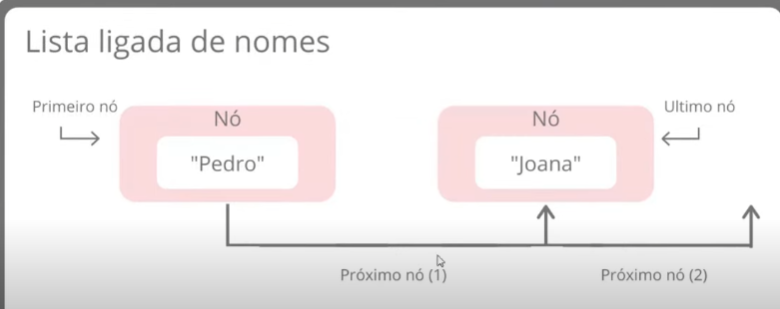 Lista ligada de nomes
Primeiro nó
Nó
"Pedro"
Nó
"Joana"
Ultimo nó
Próximo nó (1)
Próximo nó (2)